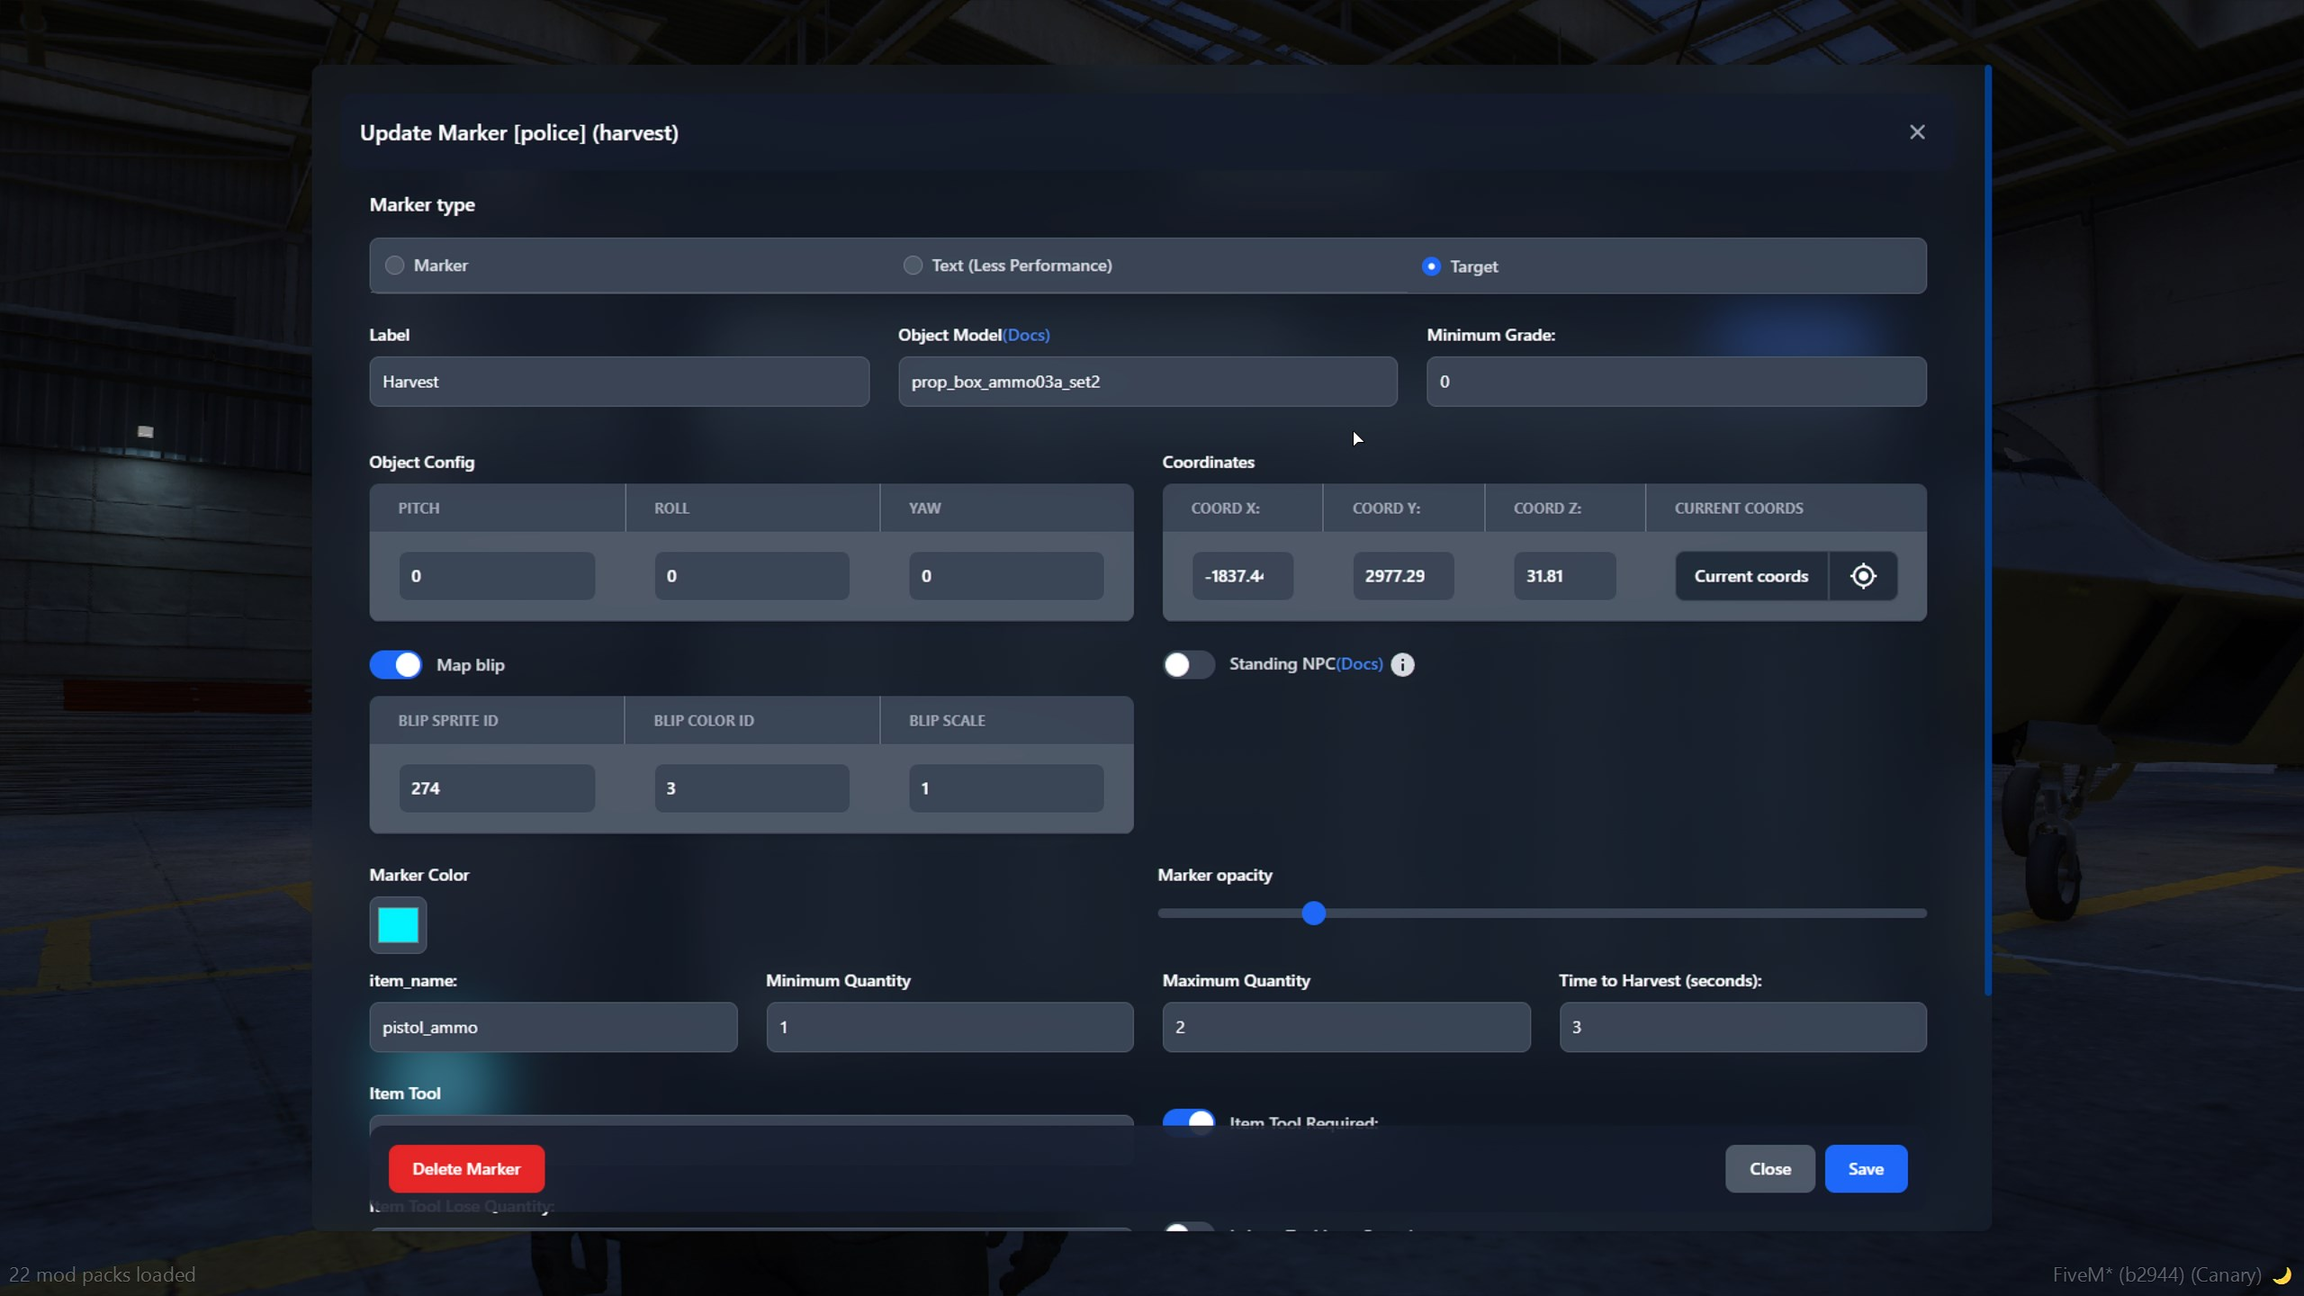 Update Marker [police] (harvest)
Marker type
Marker
Text (Less Performance)
Target
Label
Object Model(Docs)
Minimum Grade:
Harvest
prop_box_ammo03a_set2
0
Object Config
Coordinates
PITCH
ROLL
YAW
COORD X:
COORD Y:
COORD Z:
CURRENT COORDS
0
0
0
-1837.4
2977.29
31.81
Current coords
Map blip
Standing NPC(Docs)
BLIP SPRITE ID
BLIP COLOR ID
BLIP SCALE
274
3
1
Marker Color
Marker opacity
item_name:
Minimum Quantity
Maximum Quantity
Time to Harvest (seconds):
pistol_ammo
1
2
3
Item Tool
Item Tool Required:
Delete Marker
Close
Save
Item Tool Lose Quantity:
22 mod packs loaded
FiveM* (b2944) (Canary)